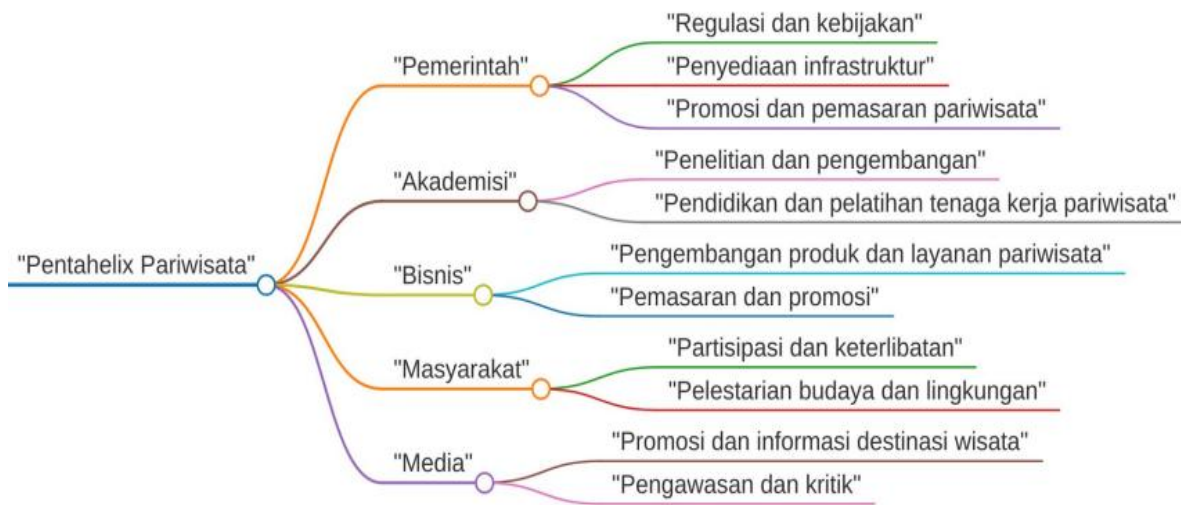 "Pentahelix Pariwisata"
"Pemerintah"
"Regulasi dan kebijakan"
"Penyediaan infrastruktur"
"Promosi dan pemasaran pariwisata"
"Akademisi"
"Penelitian dan pengembangan"
"Pendidikan dan pelatihan tenaga kerja pariwisata"
"Bisnis"
"Pengembangan produk dan layanan pariwisata"
"Pemasaran dan promosi"
"Masyarakat"
"Partisipasi dan keterlibatan"
"Pelestarian budaya dan lingkungan"
"Media"
"Promosi dan informasi destinasi wisata"
"Pengawasan dan kritik"